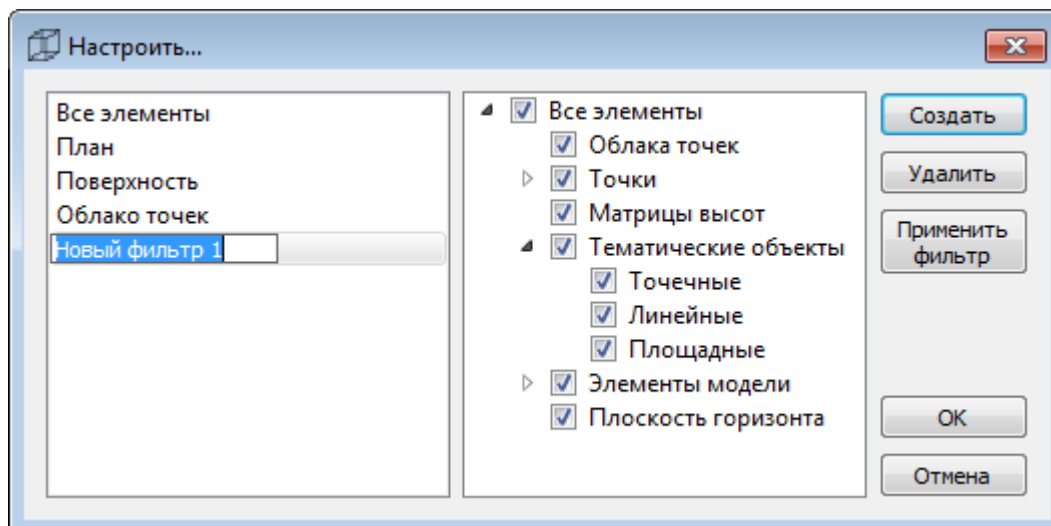 Настроить...
Все элементы
План
Поверхность
Облако точек
Новый фильтр 1
Все элементы
Облака точек
Точки
Матрицы высот
Тематические объекты
Точечные
Линейные
Площадные
Элементы модели
Плоскость горизонта
Создать
Удалить
Применить
фильтр
ОК
Отмена